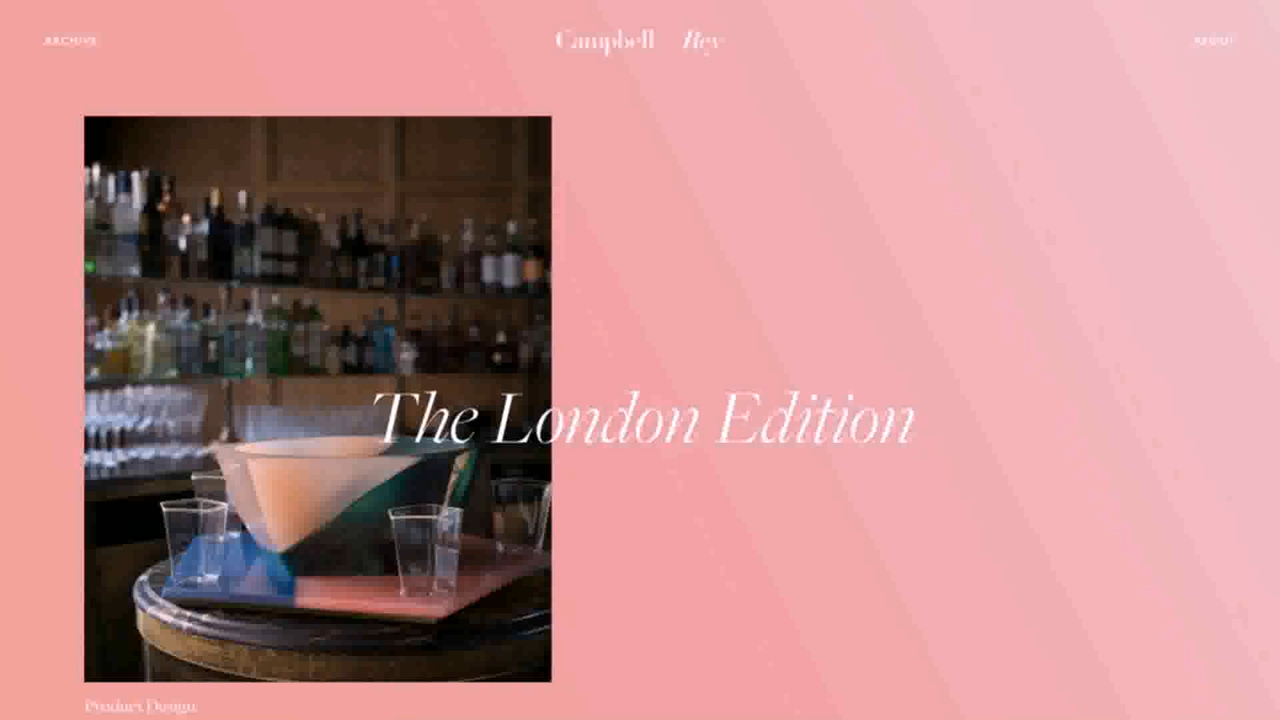 ARCHIVE
Campbell Rey
ABOUT
The London Edition
Product Design